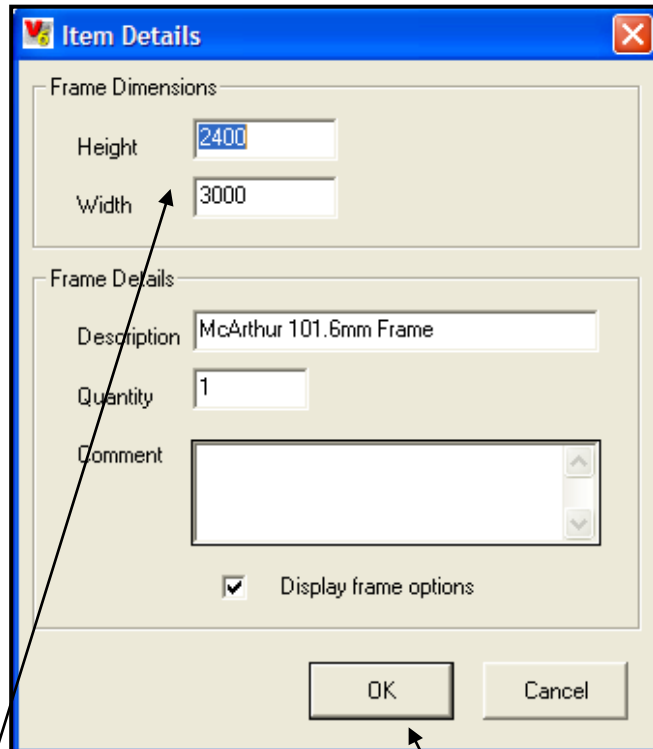 V6 Item Details
Frame Dimensions
Height 2400
Width 3000
Frame Details
Description McArthur 101.6mm Frame
Quantity 1
Comment
Display frame options
OK Cancel